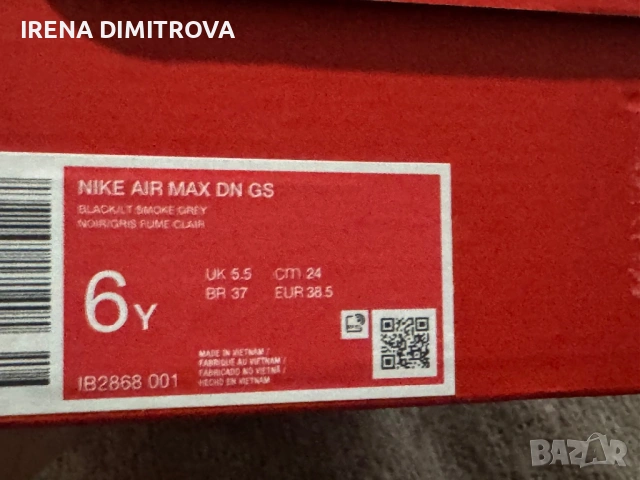 IRENA DIMITROVA
NIKE AIR MAX DN GS
BLACK/LT SMOKE GREY
NOIR/GRIS FUME CLAIR
6Y
UK 5.5 cm 24
BR 37 EUR 38.5
MADE IN VIETNAM /
FABRIQUE AU VIETNAM /
FABRICADO NO VIETNÃ /
HECHO EN VIETNAM
IB2868 001
BAZAR